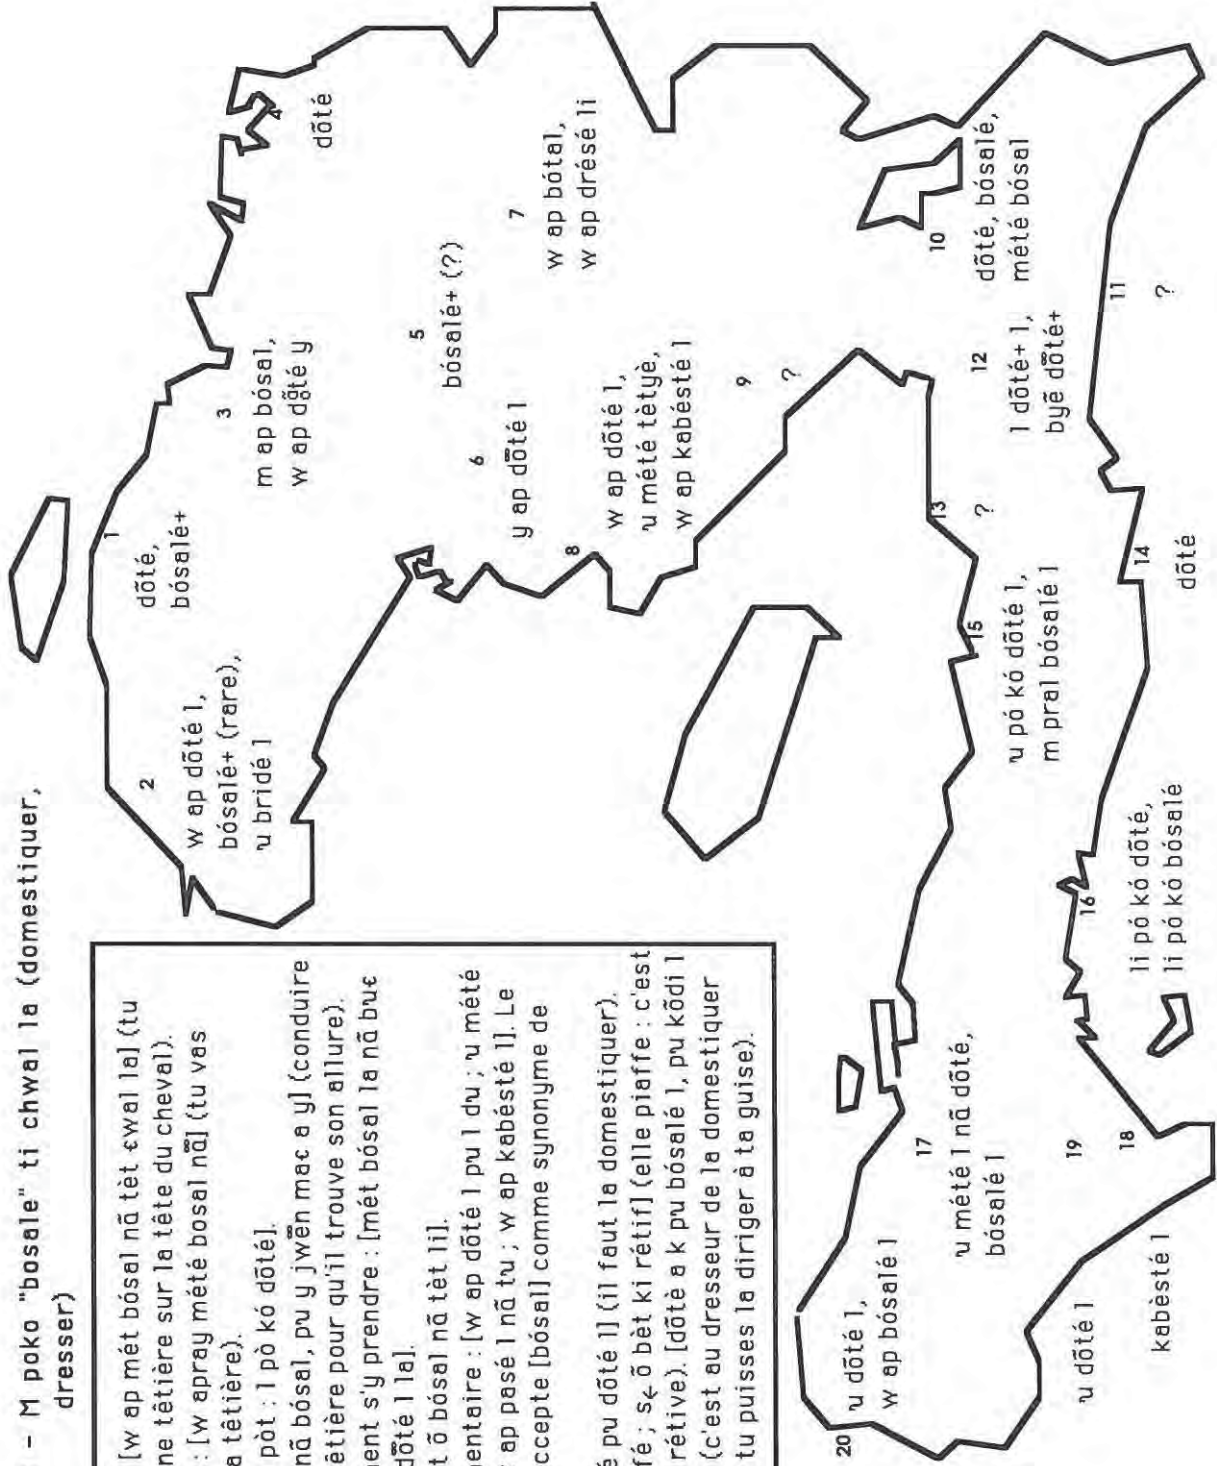 – M poko "bosale" ti chwal la (domestiquer,
dresser)
[w ap mét bósal nã tèt ɛwal la] (tu
ne têtière sur la tête du cheval).
: [w apray mété bosal nã] (tu vas
a têtière).
pòt : l pò kó dõté].
nã bósal, pu y jwẽn maɛ a y] (conduire
êtière pour qu'il trouve son allure).
ent s'y prendre : [mét bósal la nã buɛ
dõté l la].
t õ bósal nã tèt li].
entaire : [w ap dõté l pu l du ; u mété
ap pasé l nã tu ; w ap kabésté l]. Le
ccepte [bósal] comme synonyme de
é pu dõté l] (il faut la domestiquer).
fé ; sɛ õ bèt ki rétif] (elle piaffe : c'est
rétive). [dõtè a k pu bósalé l, pu kõdi l
(c'est au dresseur de la domestiquer
tu puisses la diriger à ta guise).
1
dõté,
bósalé+
2
w ap dõté l,
bósalé+ (rare),
u bridé l
3
m ap bósal,
w ap dõté y
4
dõté
5
bósalé+ (?)
6
y ap dõté l
7
w ap bótal,
w ap drésé li
8
w ap dõté l,
u mété tètyè,
w ap kabésté l
9
?
10
dõté, bósalé,
mété bósal
11
?
12
l dõté+ l,
byẽ dõté+
13
?
14
dõté
15
u pó kó dõté l,
m pral bósalé l
16
li pó kó dõté,
li pó kó bósalé
17
u mété l nã dõté,
bósalé l
18
kabèsté l
19
u dõté l
20
u dõté l,
w ap bósalé l